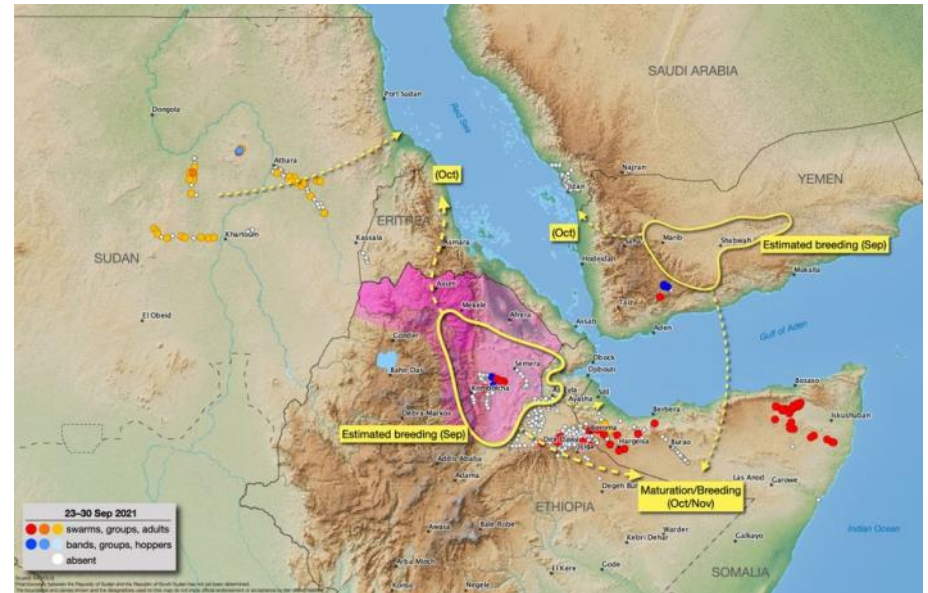 SAUDI ARABIA
Port Sudan
Dongola
Red Sea
Atbara
Najran
(Oct)
Jizan
YEMEN
ERITREA
Khartoum
Kassala
Asmara
(Oct)
Marib
Shabwah
Estimated breeding (Sep)
SUDAN
Hodeidah
Mukalla
Axum
Taizz
Mekele
El Obeid
Afrera
Assab
Aden
Gulf of Aden
Gonder
Obock
Semera
Djibouti
Bahir Dar
Bosaso
Kombolcha
Aysha
Iskushuban
Debre Markos
Berbera
Boroma
Estimated breeding (Sep)
Dire Dawa
Hargeisa
Burao
Addis Ababa
Las Anod
Garowe
Adama
Maturation/Breeding
(Oct/Nov)
ETHIOPIA
Indian Ocean
Warder
Awasa
Bale Robe
Kebri Dehar
Galkayo
Arba Minch
El Kere
Gode
SOMALIA
Negele
23–30 Sep 2021
swarms, groups, adults
bands, groups, hoppers
absent